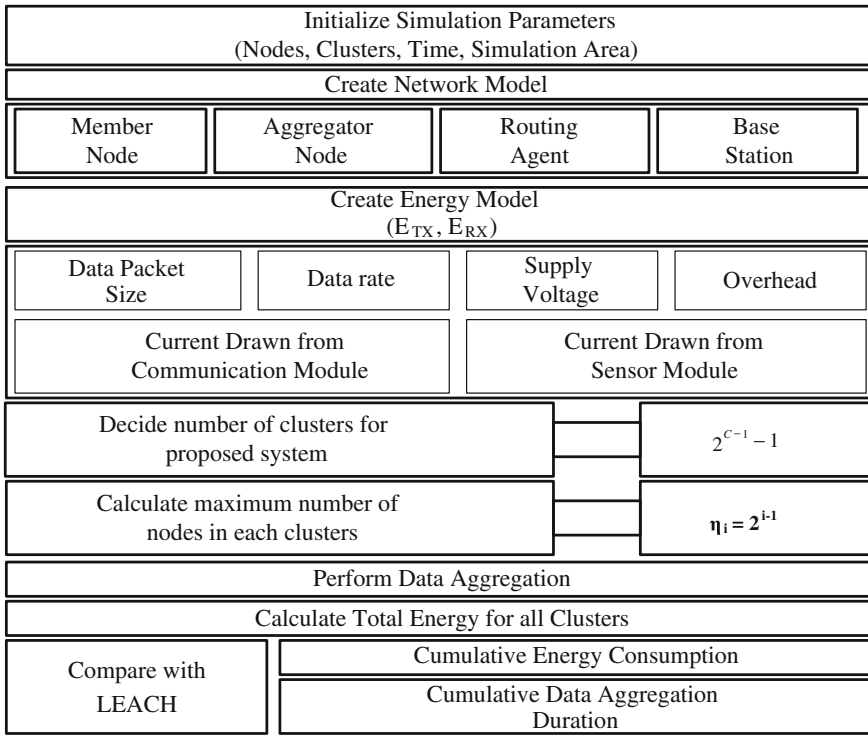 Initialize Simulation Parameters
(Nodes, Clusters, Time, Simulation Area)
Create Network Model
Member
Node
Aggregator
Node
Routing
Agent
Base
Station
Create Energy Model
(E_TX, E_RX)
Data Packet
Size
Data rate
Supply
Voltage
Overhead
Current Drawn from
Communication Module
Current Drawn from
Sensor Module
Decide number of clusters for
proposed system
2^{C-1} - 1
Calculate maximum number of
nodes in each clusters
η_i = 2^{i-1}
Perform Data Aggregation
Calculate Total Energy for all Clusters
Compare with
LEACH
Cumulative Energy Consumption
Cumulative Data Aggregation
Duration